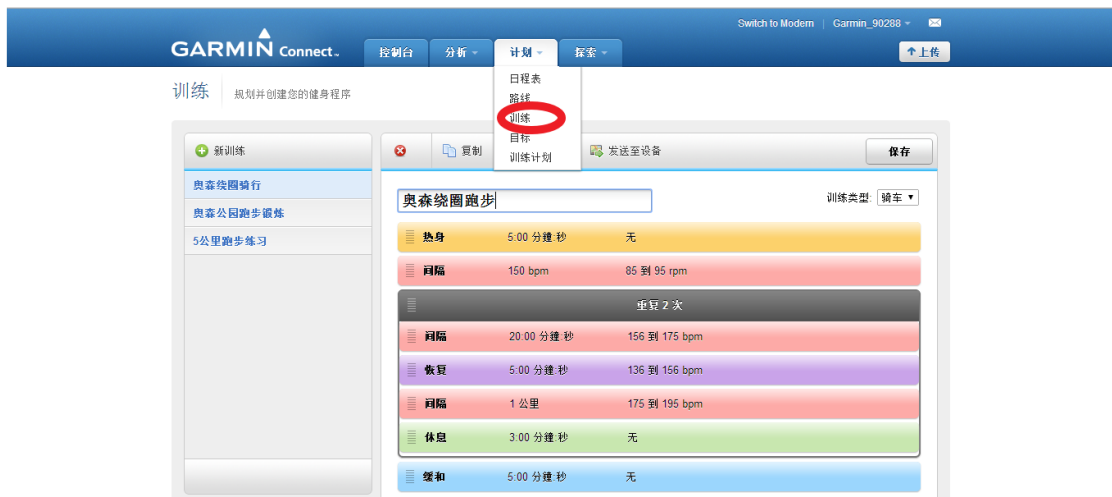 Switch to Modern | Garmin_90288
GARMIN Connect™ 控制台 分析 计划 探索 上传
日程表
训练 规划并创建您的健身程序
路线
训练
目标
训练计划
新训练 复制 发送至设备 保存
奥森绕圈骑行
奥森公园跑步锻炼
5公里跑步练习
奥森绕圈跑步 训练类型: 骑车
热身 5:00 分鐘:秒 无
间隔 150 bpm 85 到 95 rpm
重复 2 次
间隔 20:00 分鐘:秒 156 到 175 bpm
恢复 5:00 分鐘:秒 136 到 156 bpm
间隔 1 公里 175 到 195 bpm
休息 3:00 分鐘:秒 无
缓和 5:00 分鐘:秒 无